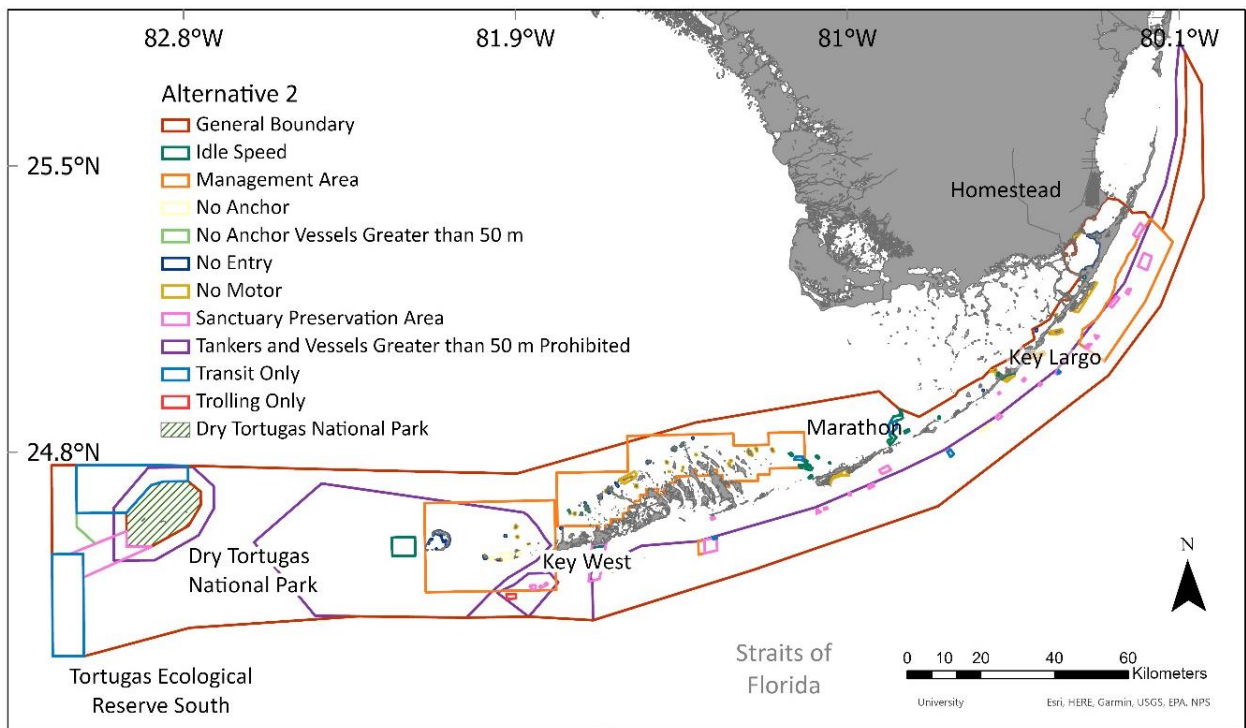 82.8°W
81.9°W
81°W
80.1°W
Alternative 2
General Boundary
Idle Speed
Management Area
No Anchor
No Anchor Vessels Greater than 50 m
No Entry
No Motor
Sanctuary Preservation Area
Tankers and Vessels Greater than 50 m Prohibited
Transit Only
Trolling Only
Dry Tortugas National Park
25.5°N
24.8°N
Homestead
Key Largo
Marathon
Key West
Dry Tortugas
National Park
Tortugas Ecological
Reserve South
Straits of
Florida
N
0 10 20 40 60
Kilometers
University
Esri, HERE, Garmin, USGS, EPA, NPS